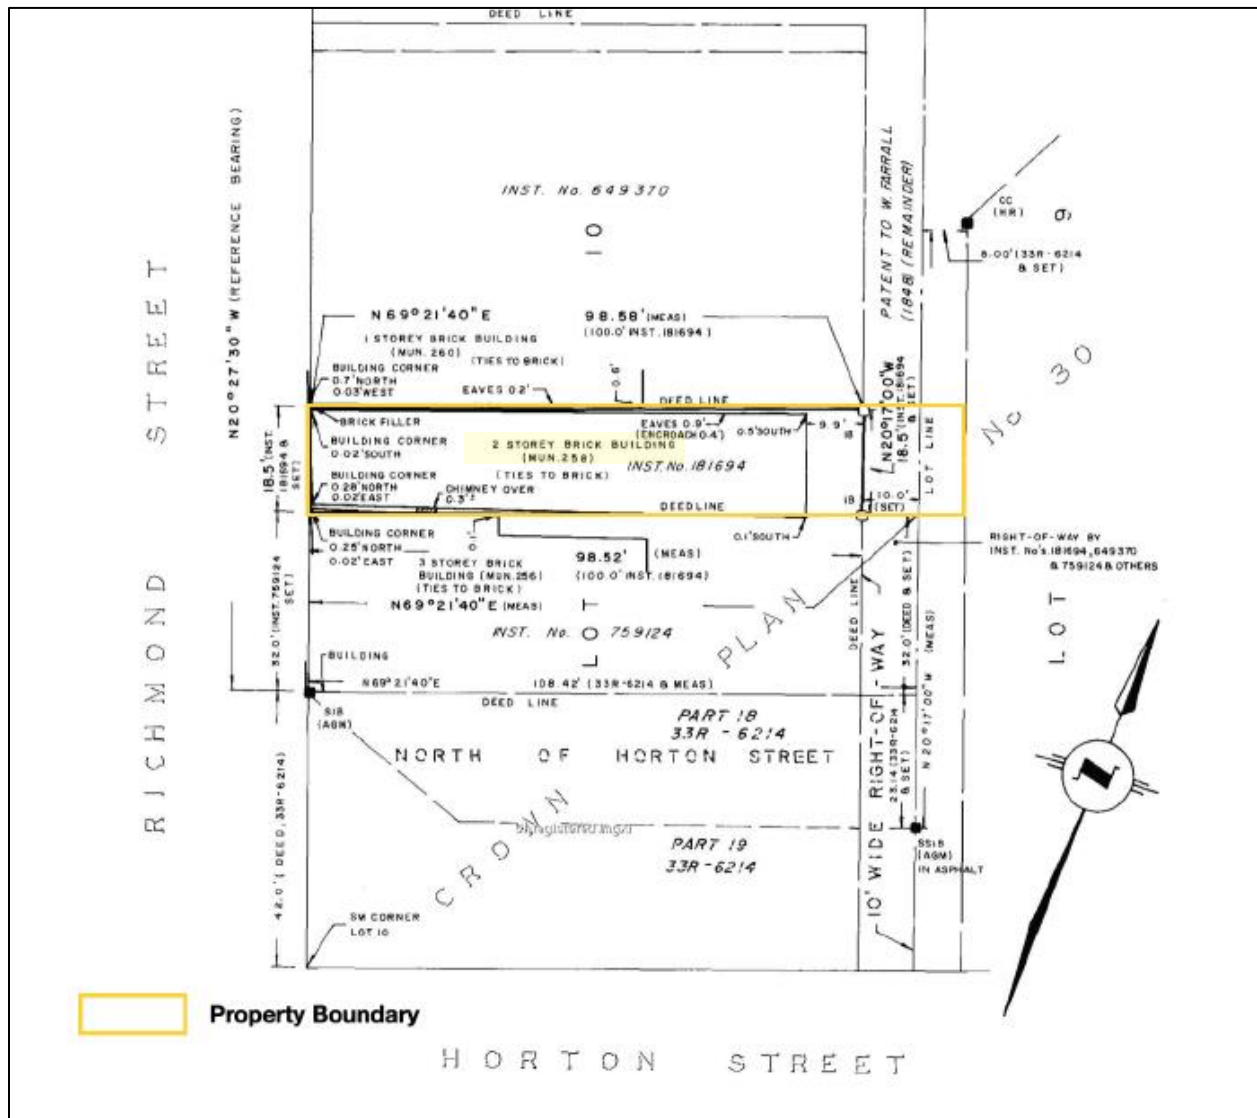 DEED LINE
N20°27'30"W (REFERENCE BEARING)
INST. No. 649370
10
PATENT TO W. FARRALL
(1848) (REMAINDER)
CC
(HR)
8.00' (33R-6214
& SET)
STREET
N69°21'40"E
98.58' (MEAS)
(100.0' INST. 181694)
1 STOREY BRICK BUILDING
(MUN. 260)
(TIES TO BRICK)
BUILDING CORNER
0.7' NORTH
0.03' WEST
EAVES 0.2'
0.6'
DEED LINE
No 30
N20°17'00"W
18.5' (INST. 181694
& SET)
LOT LINE
BRICK FILLER
EAVES 0.9'
(ENCROACH 0.4')
0.5' SOUTH
9.9'
IB
BUILDING CORNER
0.02' SOUTH
2 STOREY BRICK BUILDING
(MUN. 258)
INST. No. 181694
(TIES TO BRICK)
18.5' (INST.
181694 &
SET)
BUILDING CORNER
0.28' NORTH
0.02' EAST
CHIMNEY OVER
0.3'±
DEED LINE
IB
10.0'
(SET)
BUILDING CORNER
0.25' NORTH
0.02' EAST
0.1'
3 STOREY BRICK
BUILDING (MUN. 256)
(TIES TO BRICK)
98.52' (MEAS)
(100.0' INST. 181694)
0.1' SOUTH
RIGHT-OF-WAY BY
INST. No's. 181694, 649370
& 759124 & OTHERS
RICHMOND
32.0' (INST. 759124
SET)
N69°21'40"E (MEAS)
INST. No. 759124
LOT
PLAN
DEED LINE
32.0' (DEED & SET)
N20°17'00"W (MEAS)
LOT
BUILDING
N69°21'40"E
108.42' (33R-6214 & MEAS)
DEED LINE
SIB
(AGM)
PART 18
33R-6214
NORTH OF HORTON STREET
10' WIDE RIGHT-OF-WAY
23.14 (33R-6214
& SET)
CROWN
PART 19
33R-6214
SSIB
(AGM)
IN ASPHALT
42.0' (DEED, 33R-6214)
SW CORNER
LOT 10
Property Boundary
HORTON STREET